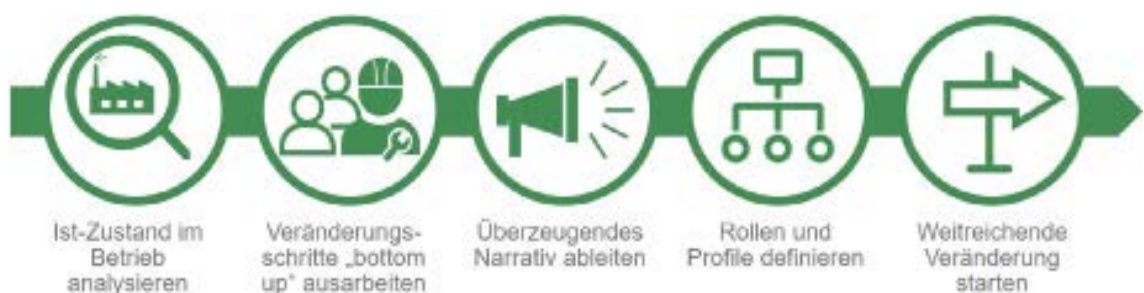 Ist-Zustand im
Betrieb
analysieren
Veränderungs-
schritte „bottom
up“ ausarbeiten
Überzeugendes
Narrativ ableiten
Rollen und
Profile definieren
Weitreichende
Veränderung
starten